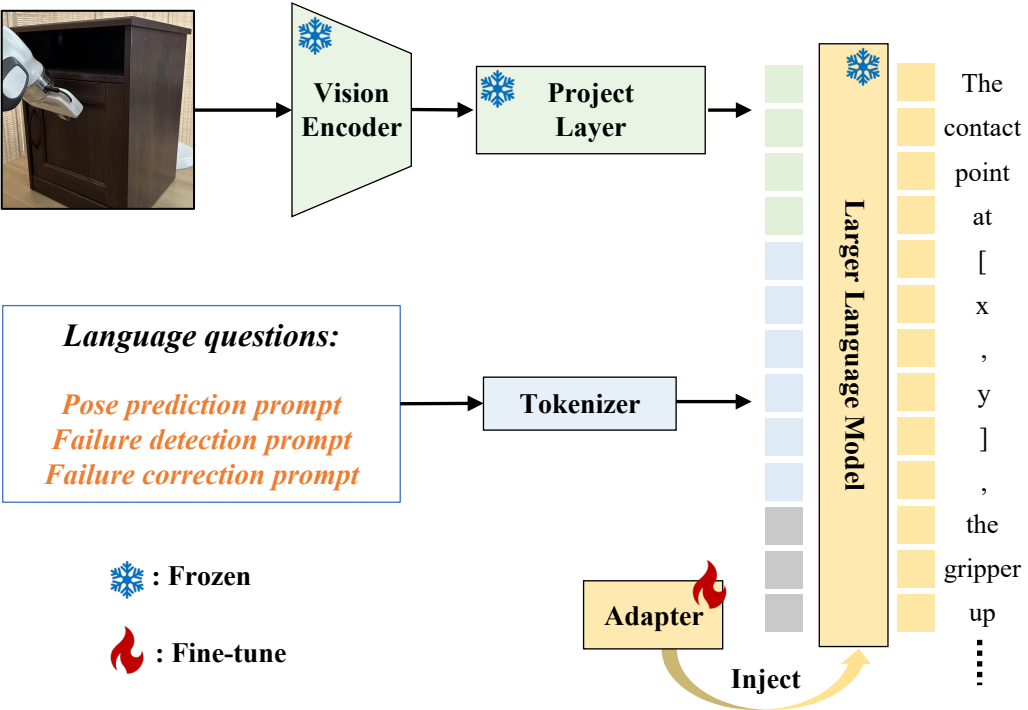 Vision
Encoder
Project
Layer
Language questions:
Pose prediction prompt
Failure detection prompt
Failure correction prompt
Tokenizer
: Frozen
: Fine-tune
Adapter
Inject
Larger Language Model
The
contact
point
at
[
x
,
y
]
,
the
gripper
up